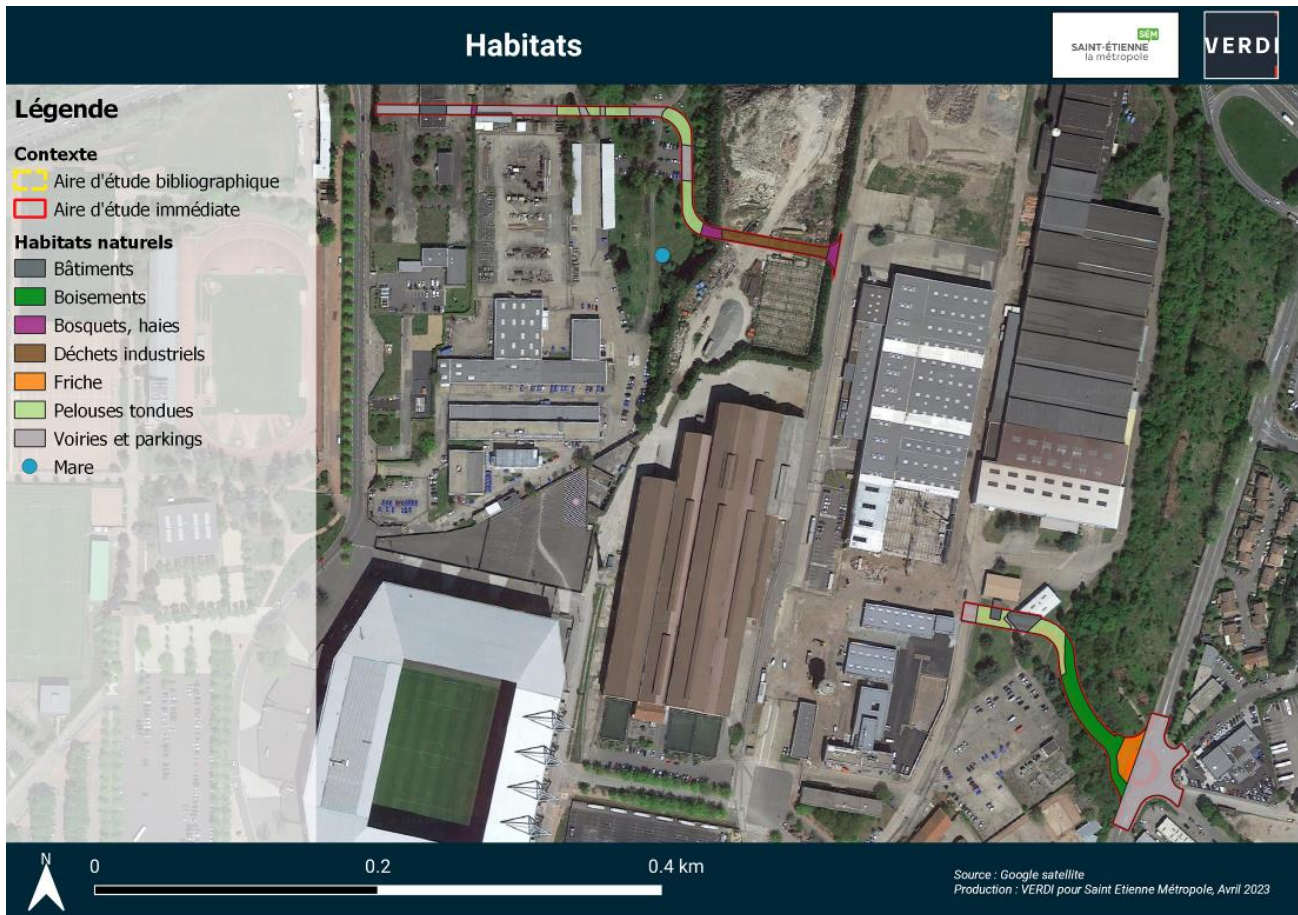 Habitats
SÉM
SAINT-ÉTIENNE
la métropole
VERDI
Légende
Contexte
Aire d'étude bibliographique
Aire d'étude immédiate
Habitats naturels
Bâtiments
Boisements
Bosquets, haies
Déchets industriels
Friche
Pelouses tondues
Voiries et parkings
Mare
N
0
0.2
0.4 km
Source : Google satellite
Production : VERDI pour Saint Etienne Métropole, Avril 2023